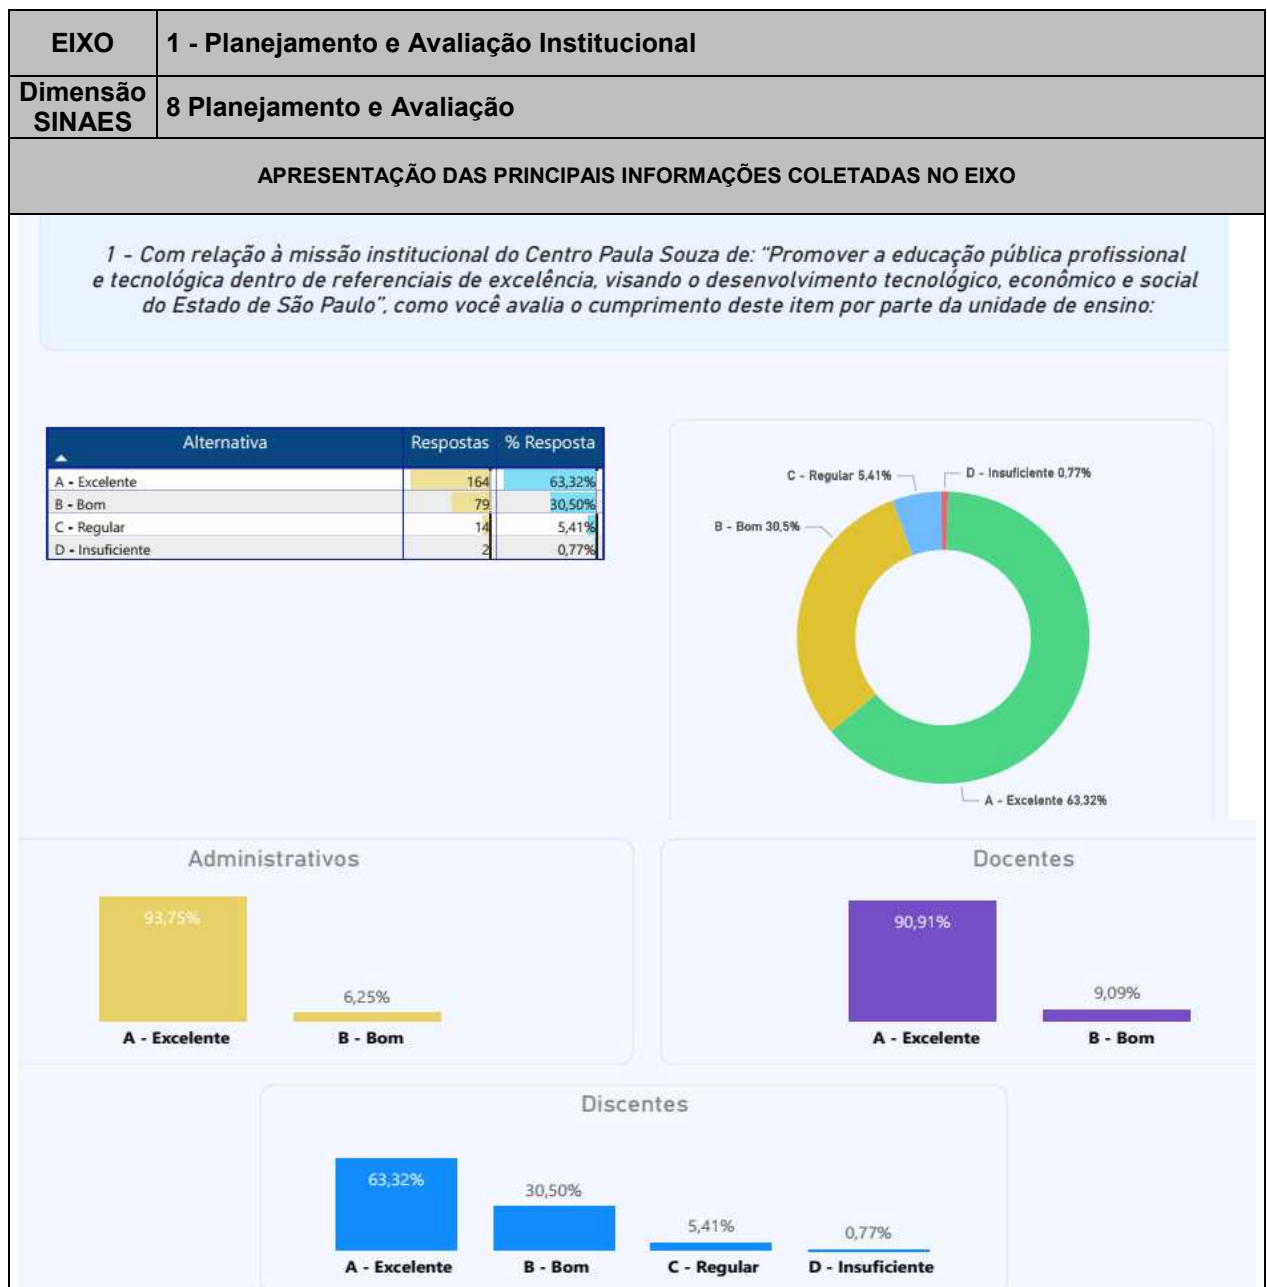 EIXO
1 - Planejamento e Avaliação Institucional
Dimensão
SINAES
8 Planejamento e Avaliação
APRESENTAÇÃO DAS PRINCIPAIS INFORMAÇÕES COLETADAS NO EIXO
1 - Com relação à missão institucional do Centro Paula Souza de: "Promover a educação pública profissional
e tecnológica dentro de referenciais de excelência, visando o desenvolvimento tecnológico, econômico e social
do Estado de São Paulo", como você avalia o cumprimento deste item por parte da unidade de ensino:
Alternativa Respostas % Resposta
A - Excelente 164 63,32%
B - Bom 79 30,50%
C - Regular 14 5,41%
D - Insuficiente 2 0,77%
C - Regular 5,41%
D - Insuficiente 0,77%
B - Bom 30,5%
A - Excelente 63,32%
Administrativos
93,75%
6,25%
A - Excelente B - Bom
Docentes
90,91%
9,09%
A - Excelente B - Bom
Discentes
63,32%
30,50%
5,41%
0,77%
A - Excelente B - Bom C - Regular D - Insuficiente